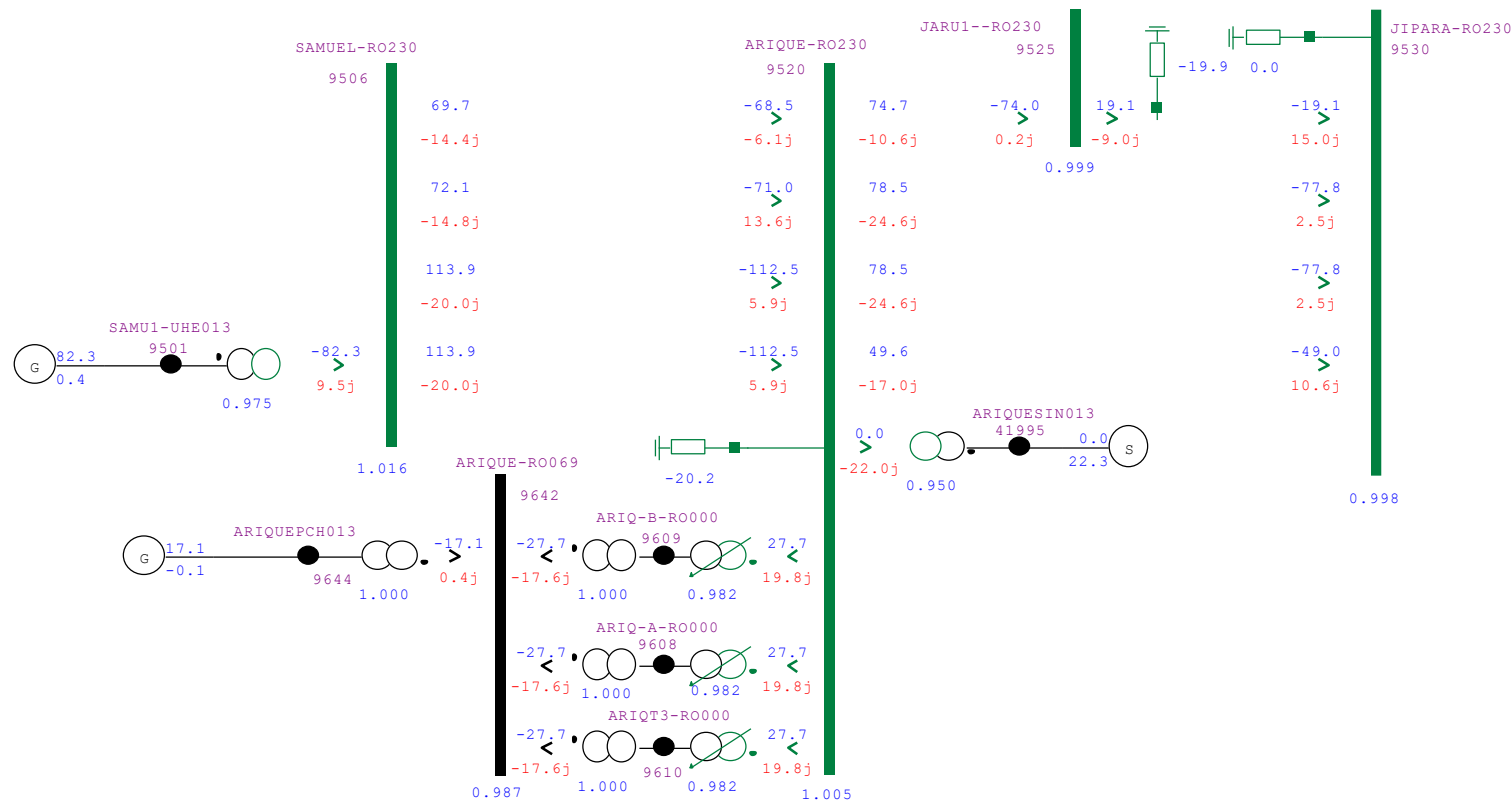 JARU1--RO230
9525
JIPARA-RO230
9530
SAMUEL-RO230
9506
ARIQUE-RO230
9520
-19.9
0.0
69.7
-14.4j
-68.5
>
-6.1j
74.7
-10.6j
-74.0
>
0.2j
19.1
>
-9.0j
0.999
-19.1
>
15.0j
72.1
-14.8j
-71.0
>
13.6j
78.5
-24.6j
-77.8
>
2.5j
113.9
-20.0j
-112.5
>
5.9j
78.5
-24.6j
-77.8
>
2.5j
SAMU1-UHE013
9501
G
82.3
0.4
0.975
-82.3
>
9.5j
113.9
-20.0j
-112.5
>
5.9j
49.6
-17.0j
-49.0
>
10.6j
1.016
-20.2
0.0
>
-22.0j
ARIQUESIN013
41995
0.950
0.0
22.3
S
0.998
ARIQUE-RO069
9642
ARIQUEPCH013
9644
G
17.1
-0.1
1.000
-17.1
>
0.4j
-27.7
<
-17.6j
ARIQ-B-RO000
9609
1.000
0.982
27.7
<
19.8j
-27.7
<
-17.6j
ARIQ-A-RO000
9608
1.000
0.982
27.7
<
19.8j
-27.7
<
-17.6j
ARIQT3-RO000
9610
1.000
0.982
27.7
<
19.8j
0.987
1.005